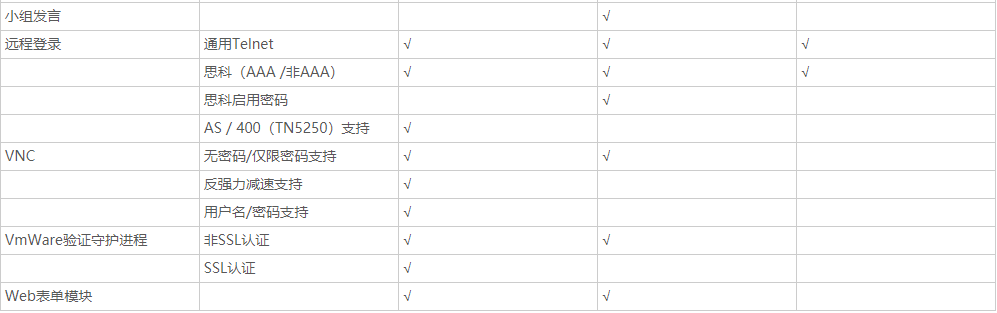 小组发言 √
远程登录 通用Telnet √ √ √
思科（AAA /非AAA） √ √ √
思科启用密码 √
AS / 400（TN5250）支持 √
VNC 无密码/仅限密码支持 √ √
反强力减速支持 √
用户名/密码支持 √
VmWare验证守护进程 非SSL认证 √ √
SSL认证 √
Web表单模块 √ √